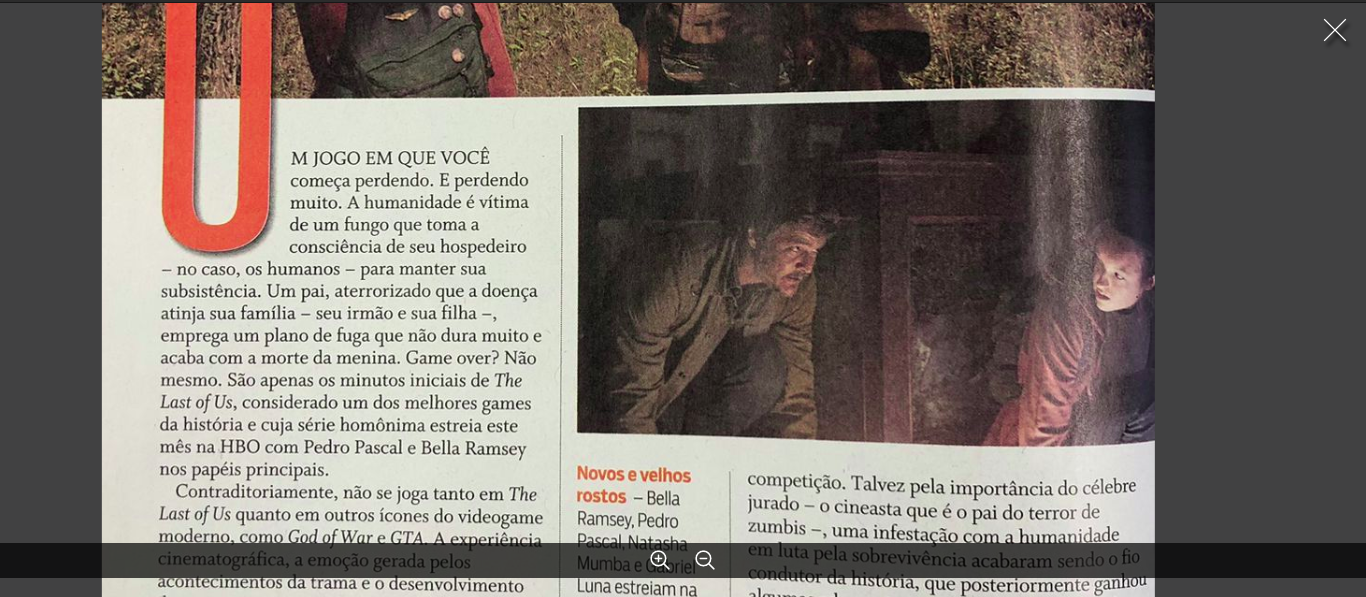 UM JOGO EM QUE VOCÊ
começa perdendo. E perdendo
muito. A humanidade é vítima
de um fungo que toma a
consciência de seu hospedeiro
– no caso, os humanos – para manter sua
subsistência. Um pai, aterrorizado que a doença
atinja sua família – seu irmão e sua filha –,
emprega um plano de fuga que não dura muito e
acaba com a morte da menina. Game over? Não
mesmo. São apenas os minutos iniciais de The
Last of Us, considerado um dos melhores games
da história e cuja série homônima estreia este
mês na HBO com Pedro Pascal e Bella Ramsey
nos papéis principais.
Contraditoriamente, não se joga tanto em The
Last of Us quanto em outros ícones do videogame
moderno, como God of War e GTA. A experiência
cinematográfica, a emoção gerada pelos
acontecimentos da trama e o desenvolvimento
Novos e velhos
rostos – Bella
Ramsey, Pedro
Pascal, Natasha
Mumba e Gabriel
Luna estreiam na
competição. Talvez pela importância do célebre
jurado – o cineasta que é o pai do terror de
zumbis –, uma infestação com a humanidade
em luta pela sobrevivência acabaram sendo o fio
condutor da história, que posteriormente ganhou